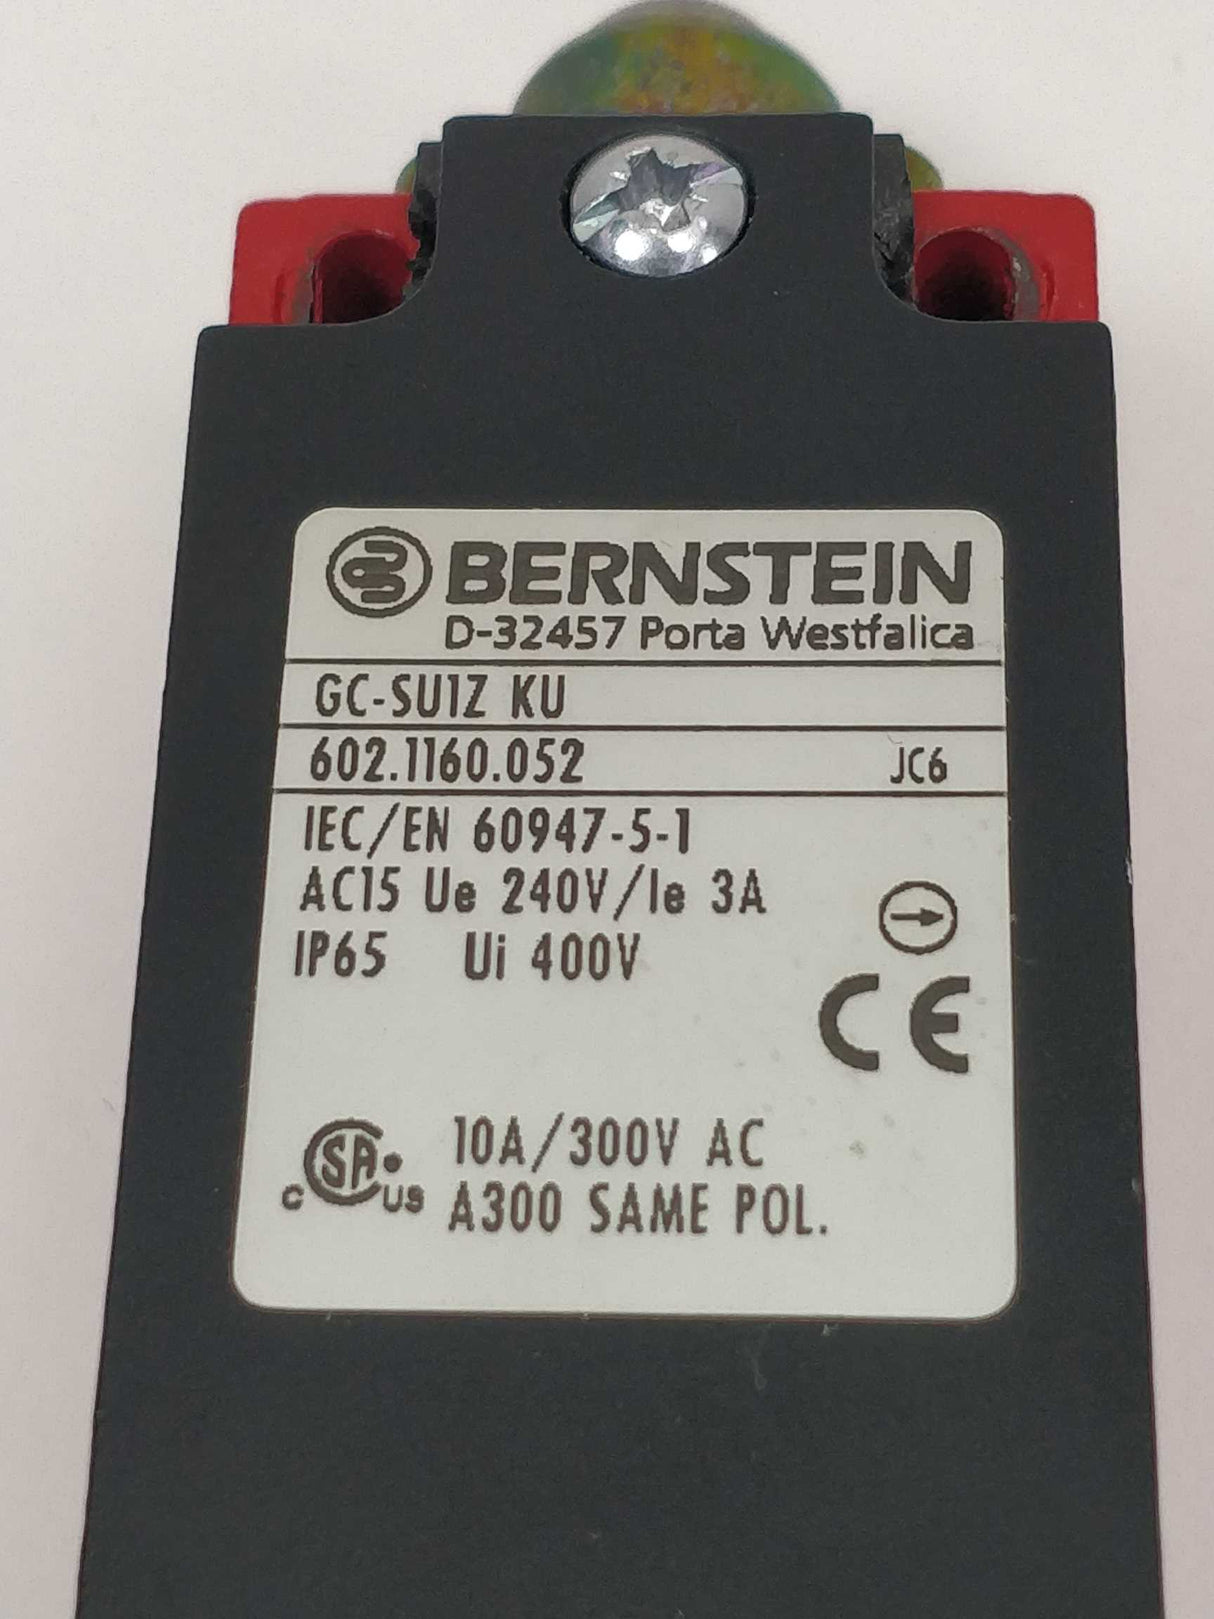 BERNSTEIN
D-32457 Porta Westfalica
GC-SU1Z KU
602.1160.052 JC6
IEC/EN 60947-5-1
AC15 Ue 240V/Ie 3A
IP65 Ui 400V
CE
10A/300V AC
C SA US
A300 SAME POL.